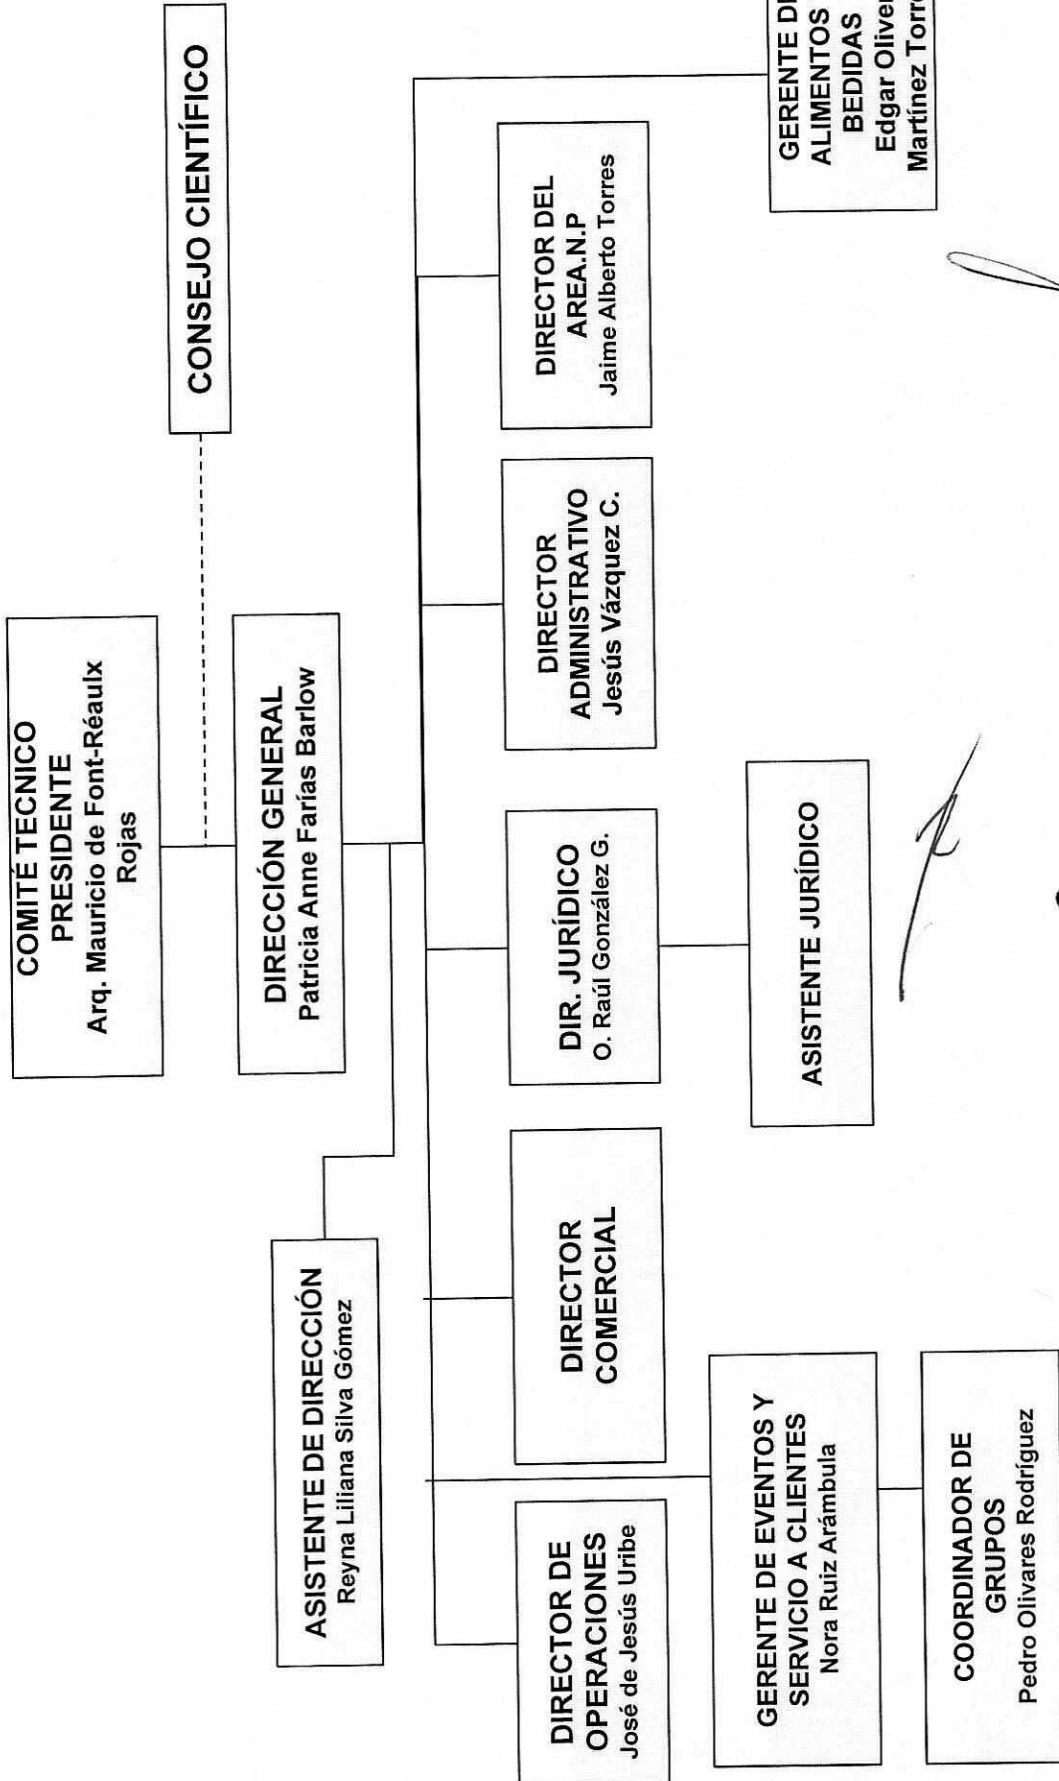 COMITÉ TECNICO
PRESIDENTE
Arq. Mauricio de Font-Réaulx
Rojas
CONSEJO CIENTÍFICO
DIRECCIÓN GENERAL
Patricia Anne Farías Barlow
ASISTENTE DE DIRECCIÓN
Reyna Liliana Silva Gómez
DIRECTOR DE
OPERACIONES
José de Jesús Uribe
DIRECTOR
COMERCIAL
DIR. JURÍDICO
O. Raúl González G.
DIRECTOR
ADMINISTRATIVO
Jesús Vázquez C.
DIRECTOR DEL
AREA.N.P
Jaime Alberto Torres
GERENTE DE EVENTOS Y
SERVICIO A CLIENTES
Nora Ruiz Arámbula
ASISTENTE JURÍDICO
GERENTE
ALIMENTOS
BEDIDAS
Edgar
Martínez
COORDINADOR DE
GRUPOS
Pedro Olivares Rodríguez